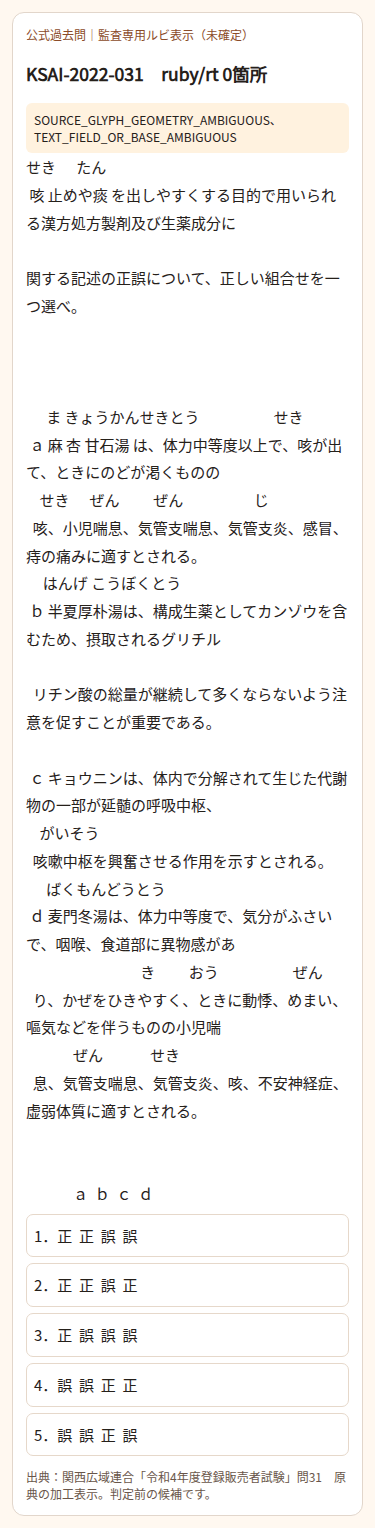 公式過去問｜監査専用ルビ表示（未確定）
KSAI-2022-031　ruby/rt 0箇所
SOURCE_GLYPH_GEOMETRY_AMBIGUOUS、
TEXT_FIELD_OR_BASE_AMBIGUOUS
せき　たん
咳 止めや痰 を出しやすくする目的で用いられ
る漢方処方製剤及び生薬成分に
関する記述の正誤について、正しい組合せを一
つ選べ。
ま きょうかんせきとう　　　　　せき
ａ 麻 杏 甘石湯 は、体力中等度以上で、咳が出
て、ときにのどが渇くものの
せき　ぜん　　ぜん　　　　　じ
咳、小児喘息、気管支喘息、気管支炎、感冒、
痔の痛みに適すとされる。
はんげ こうぼくとう
ｂ 半夏厚朴湯は、構成生薬としてカンゾウを含
むため、摂取されるグリチル
リチン酸の総量が継続して多くならないよう注
意を促すことが重要である。
ｃ キョウニンは、体内で分解されて生じた代謝
物の一部が延髄の呼吸中枢、
がいそう
咳嗽中枢を興奮させる作用を示すとされる。
ばくもんどうとう
ｄ 麦門冬湯は、体力中等度で、気分がふさい
で、咽喉、食道部に異物感があ
き　　おう　　　　　ぜん
り、かぜをひきやすく、ときに動悸、めまい、
嘔気などを伴うものの小児喘
ぜん　　　せき
息、気管支喘息、気管支炎、咳、不安神経症、
虚弱体質に適すとされる。
ａ ｂ ｃ ｄ
1．正 正 誤 誤
2．正 正 誤 正
3．正 誤 誤 誤
4．誤 誤 正 正
5．誤 誤 正 誤
出典：関西広域連合「令和4年度登録販売者試験」問31　原
典の加工表示。判定前の候補です。